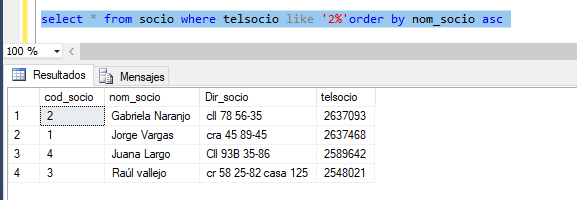 select * from socio where telsocio like '2%'order by nom_socio asc
100 %
Resultados Mensajes
cod_socio nom_socio Dir_socio telsocio
1 2 Gabriela Naranjo cll 78 56-35 2637093
2 1 Jorge Vargas cra 45 89-45 2637468
3 4 Juana Largo Cll 93B 35-86 2589642
4 3 Raúl vallejo cr 58 25-82 casa 125 2548021